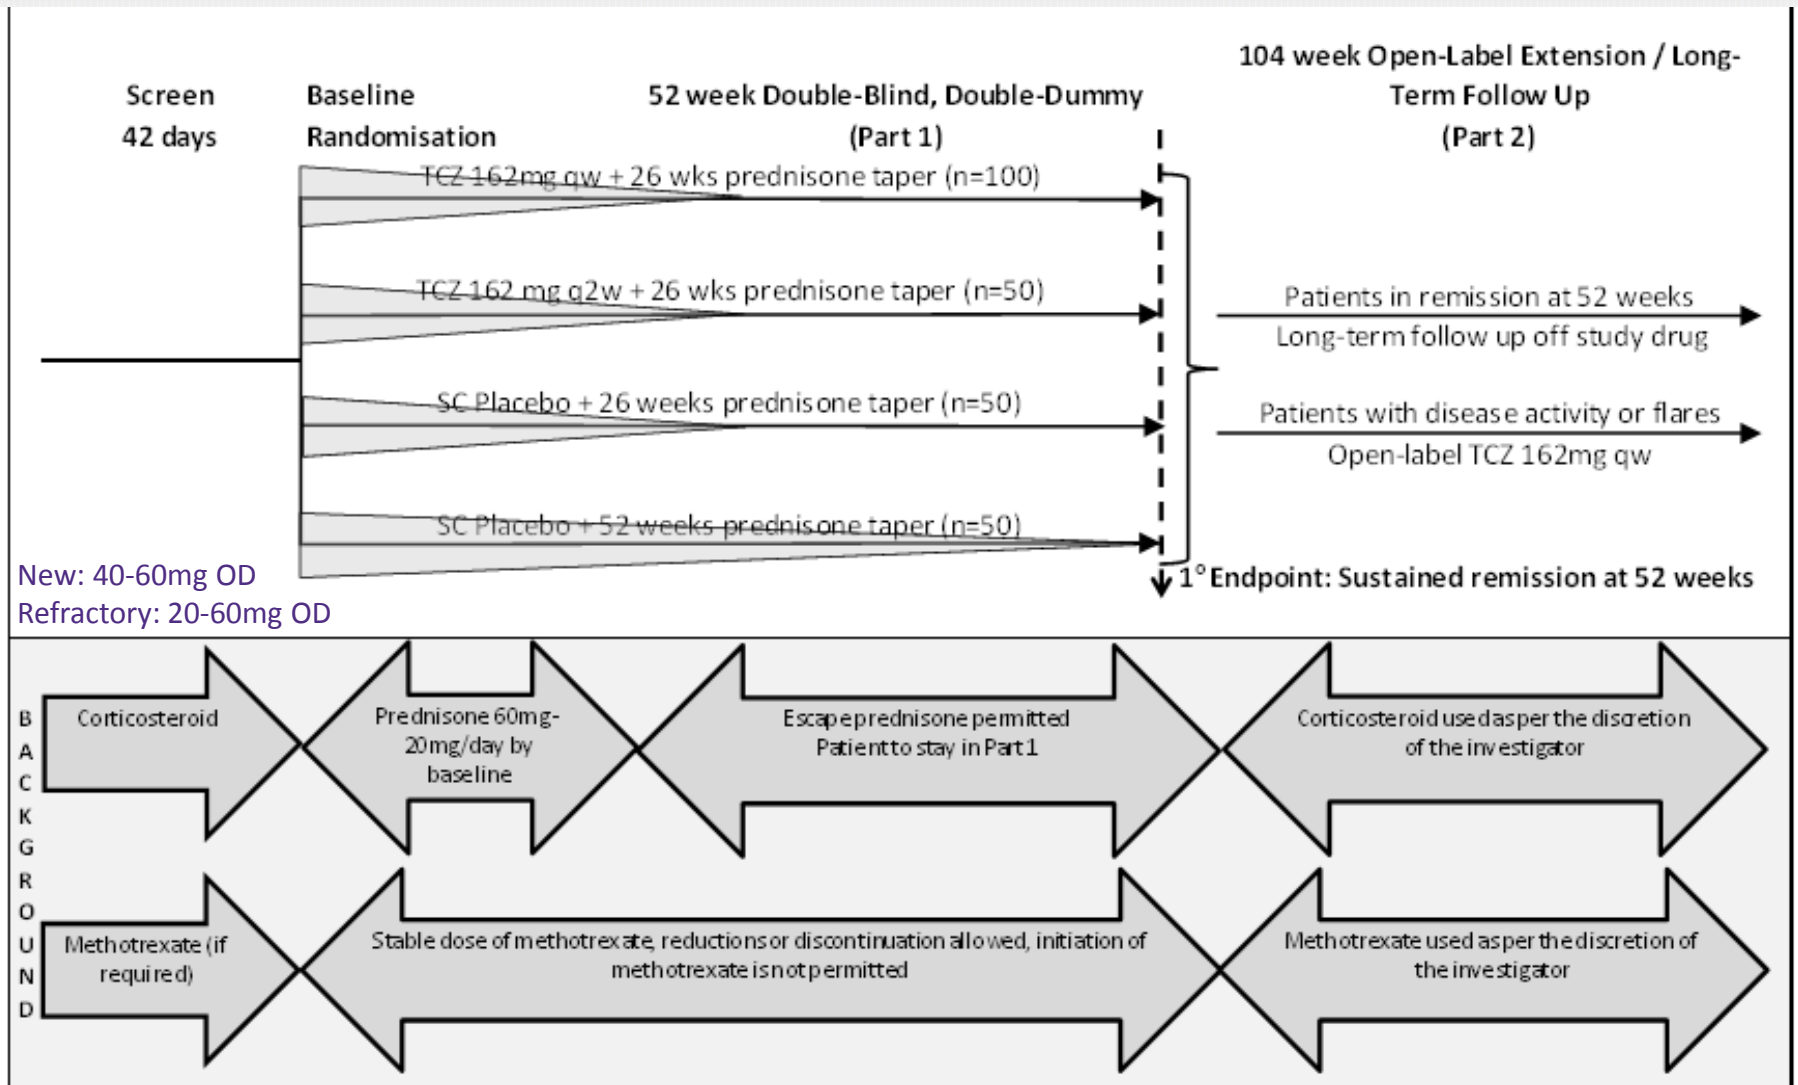 104 week Open-Label Extension / Long-
Term Follow Up
(Part 2)
Screen
42 days
Baseline
Randomisation
52 week Double-Blind, Double-Dummy
(Part 1)
TCZ 162mg qw + 26 wks prednisone taper (n=100)
TCZ 162 mg q2w + 26 wks prednisone taper (n=50)
SC Placebo + 26 weeks prednisone taper (n=50)
SC Placebo + 52 weeks prednisone taper (n=50)
Patients in remission at 52 weeks
Long-term follow up off study drug
Patients with disease activity or flares
Open-label TCZ 162mg qw
1° Endpoint: Sustained remission at 52 weeks
New: 40-60mg OD
Refractory: 20-60mg OD
BACKGROUND
Corticosteroid
Prednisone 60mg-
20mg/day by
baseline
Escape prednisone permitted
Patient to stay in Part 1
Corticosteroid used as per the discretion
of the investigator
Methotrexate (if
required)
Stable dose of methotrexate, reductions or discontinuation allowed, initiation of
methotrexate is not permitted
Methotrexate used as per the discretion of
the investigator